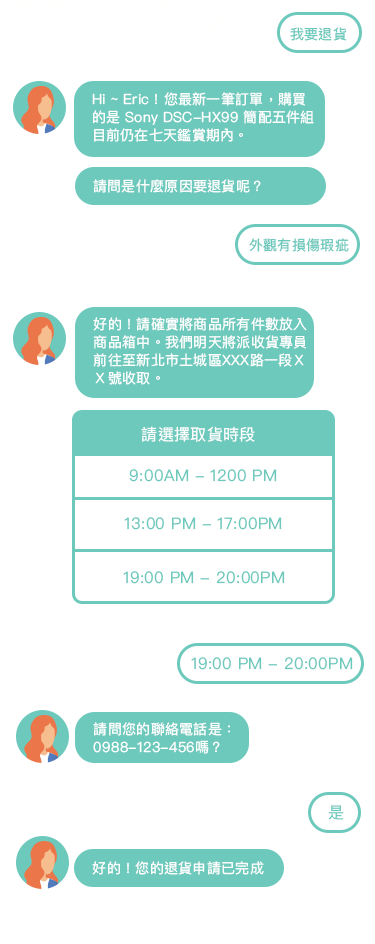 我要退貨
Hi ~ Eric！您最新一筆訂單，購買
的是 Sony DSC-HX99 簡配五件組
目前仍在七天鑑賞期內。
請問是什麼原因要退貨呢？
外觀有損傷瑕疵
好的！請確實將商品所有件數放入
商品箱中。我們明天將派收貨專員
前往至新北市土城區XXX路一段Ｘ
Ｘ號收取。
請選擇取貨時段
9:00AM – 1200 PM
13:00 PM – 17:00PM
19:00 PM – 20:00PM
19:00 PM – 20:00PM
請問您的聯絡電話是：
0988-123-456嗎？
是
好的！您的退貨申請已完成